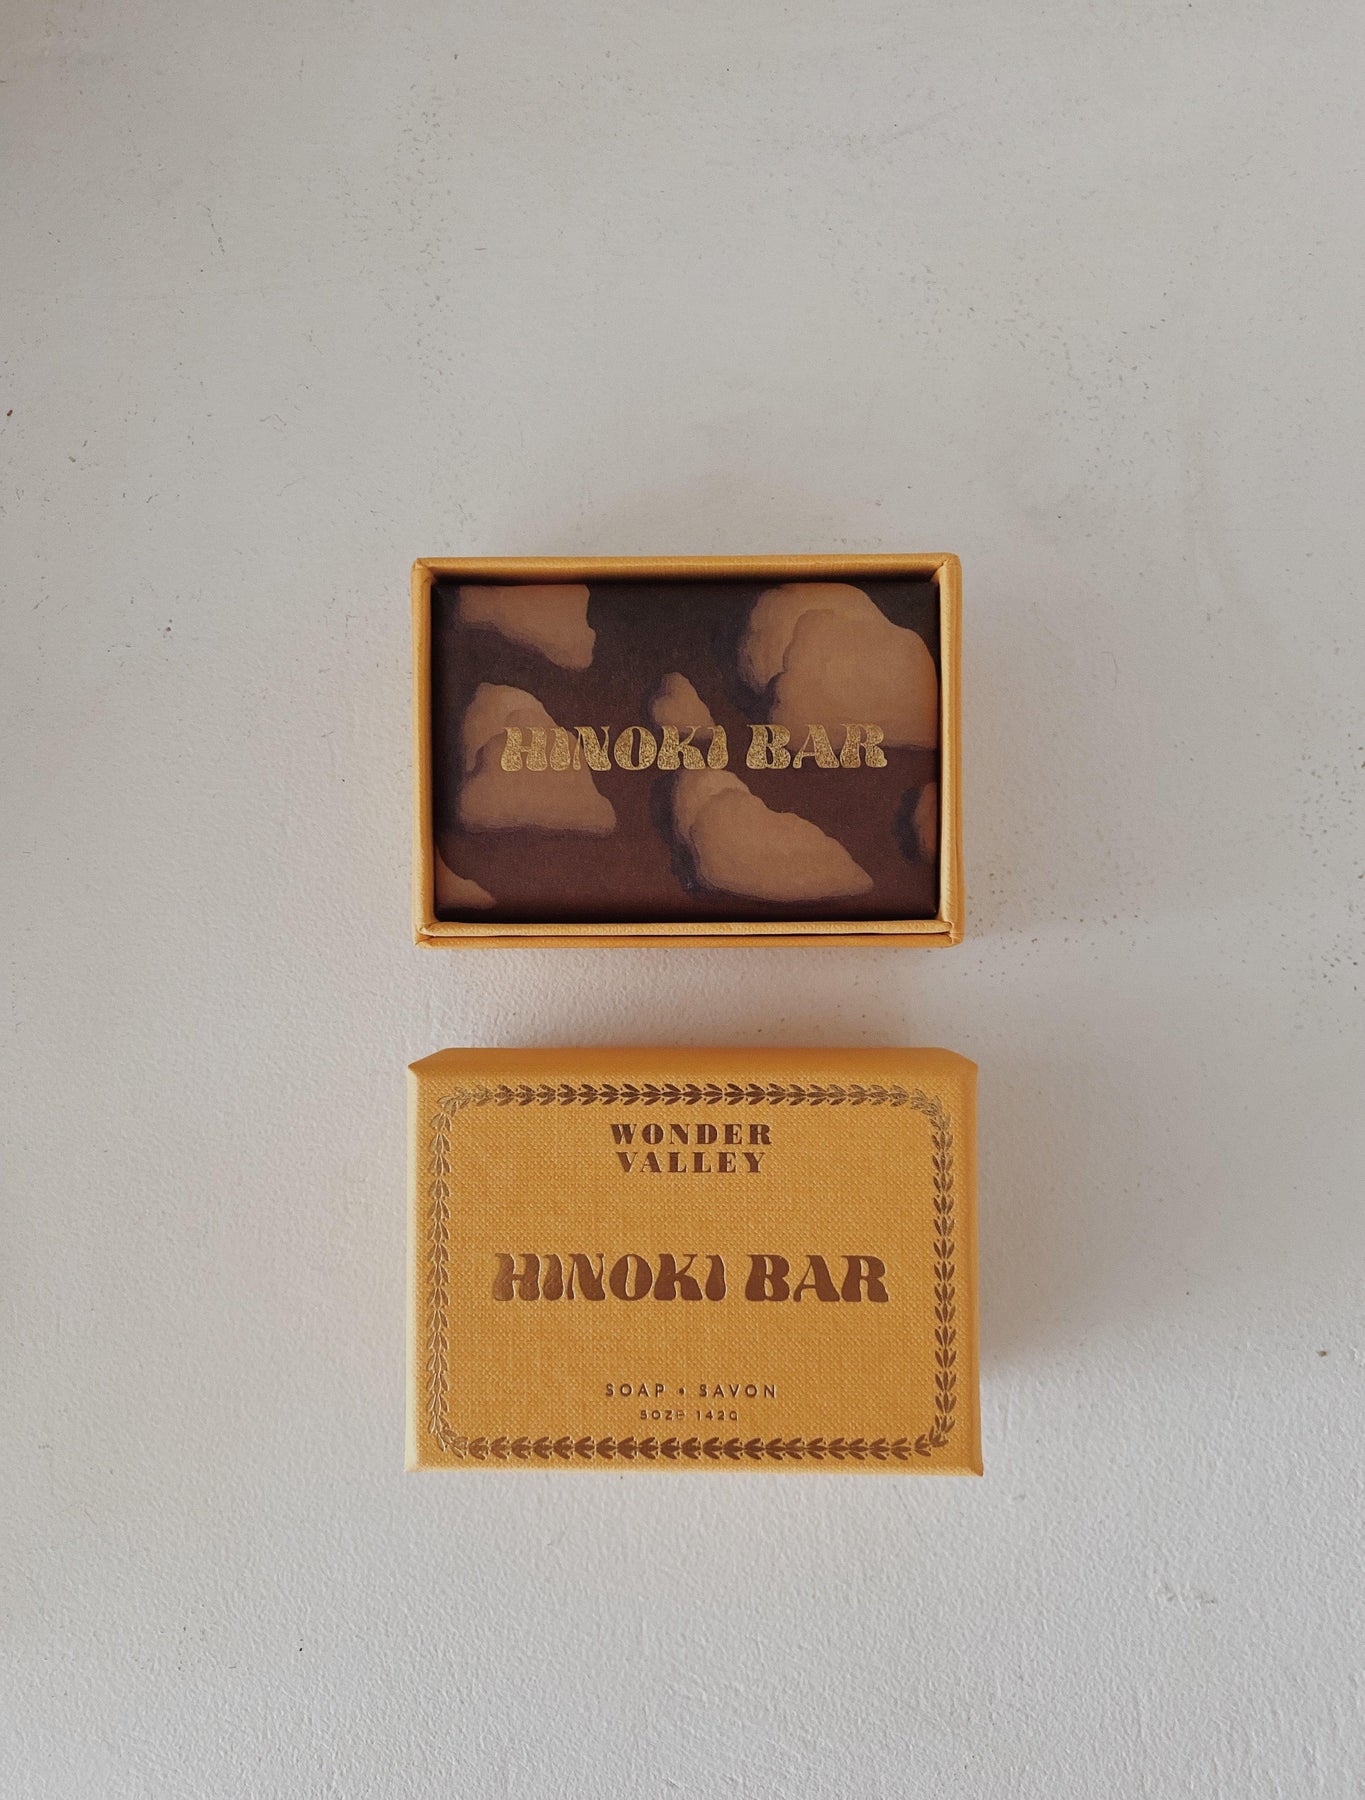 HINOKI BAR
WONDER
VALLEY
HINOKI BAR
SOAP • SAVON
5OZ℮ 142G